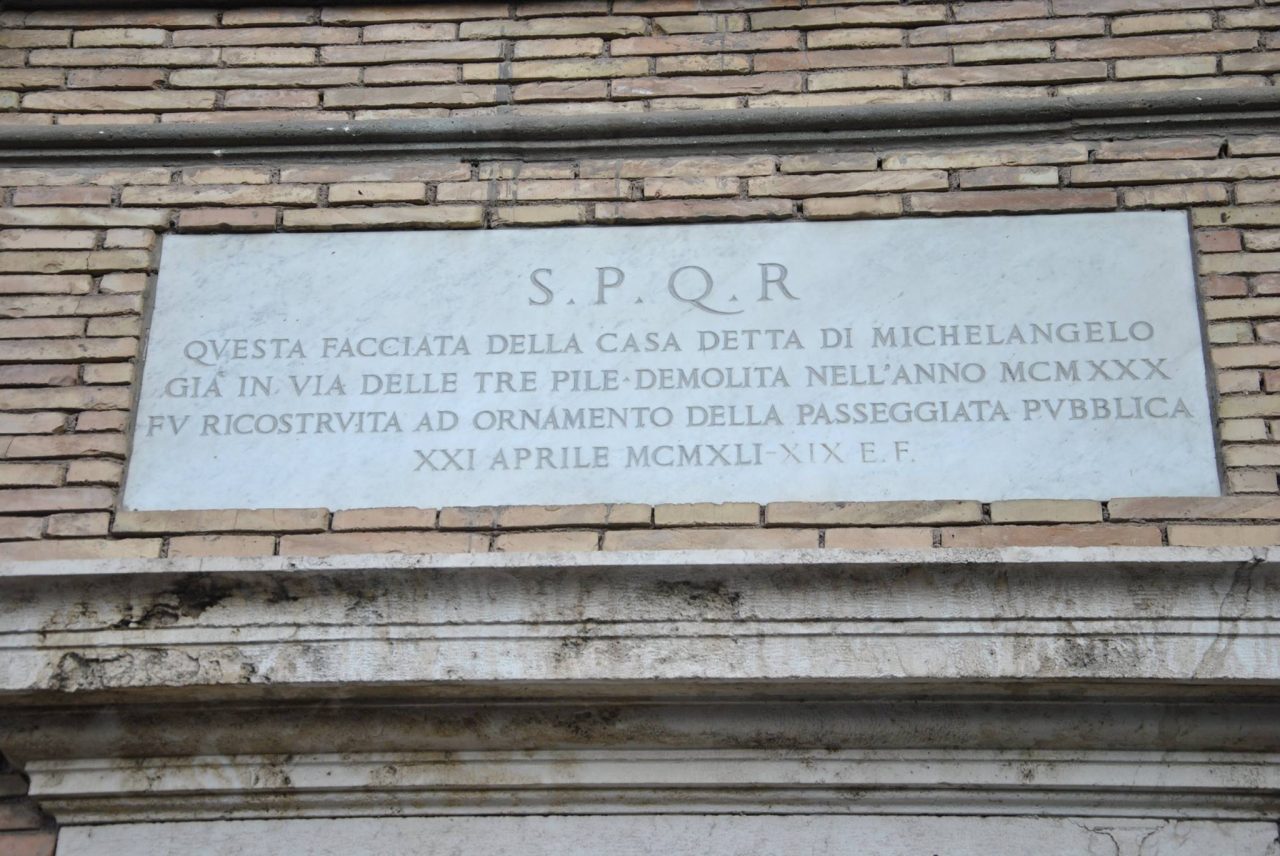 S.P.Q.R
QVESTA FACCIATA DELLA CASA DETTA DI MICHELANGELO
GIA IN VIA DELLE TRE PILE·DEMOLITA NELL'ANNO MCMXXX
FV RICOSTRVITA AD ORNAMENTO DELLA PASSEGGIATA PVBBLICA
XXI APRILE MCMXLI-XIX E.F.